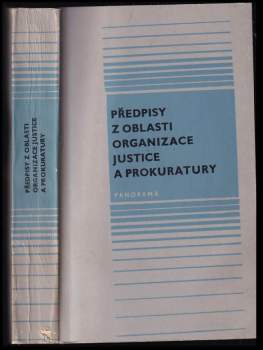 PŘEDPISY Z OBLASTI
ORGANIZACE JUSTICE
A PROKURATURY
PŘEDPISY
Z OBLASTI
ORGANIZACE
JUSTICE
A PROKURATURY
PANORAMA